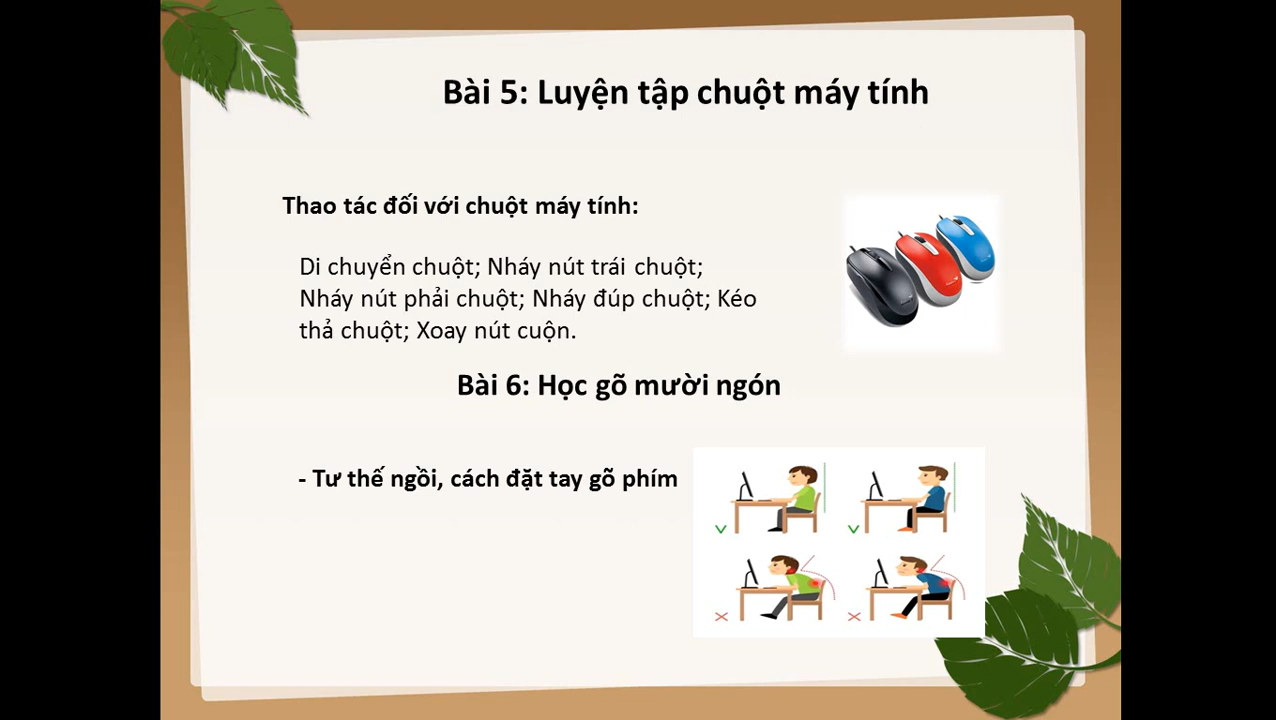 Bài 5: Luyện tập chuột máy tính
Thao tác đối với chuột máy tính:
Di chuyển chuột; Nháy nút trái chuột;
Nháy nút phải chuột; Nháy đúp chuột; Kéo
thả chuột; Xoay nút cuộn.
Bài 6: Học gõ mười ngón
- Tư thế ngồi, cách đặt tay gõ phím